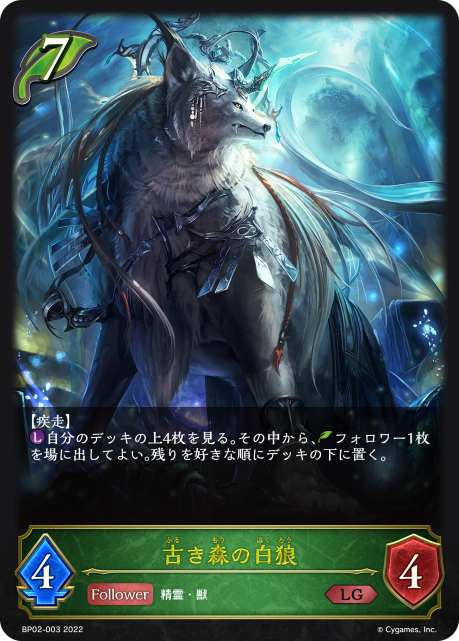 7
【疾走】
L 自分のデッキの上4枚を見る。その中から、フォロワー1枚
を場に出してよい。残りを好きな順にデッキの下に置く。
ふる もり はく ろう
古き森の白狼
4
Follower 精霊・獣
LG
4
BP02-003 2022
© Cygames, Inc.